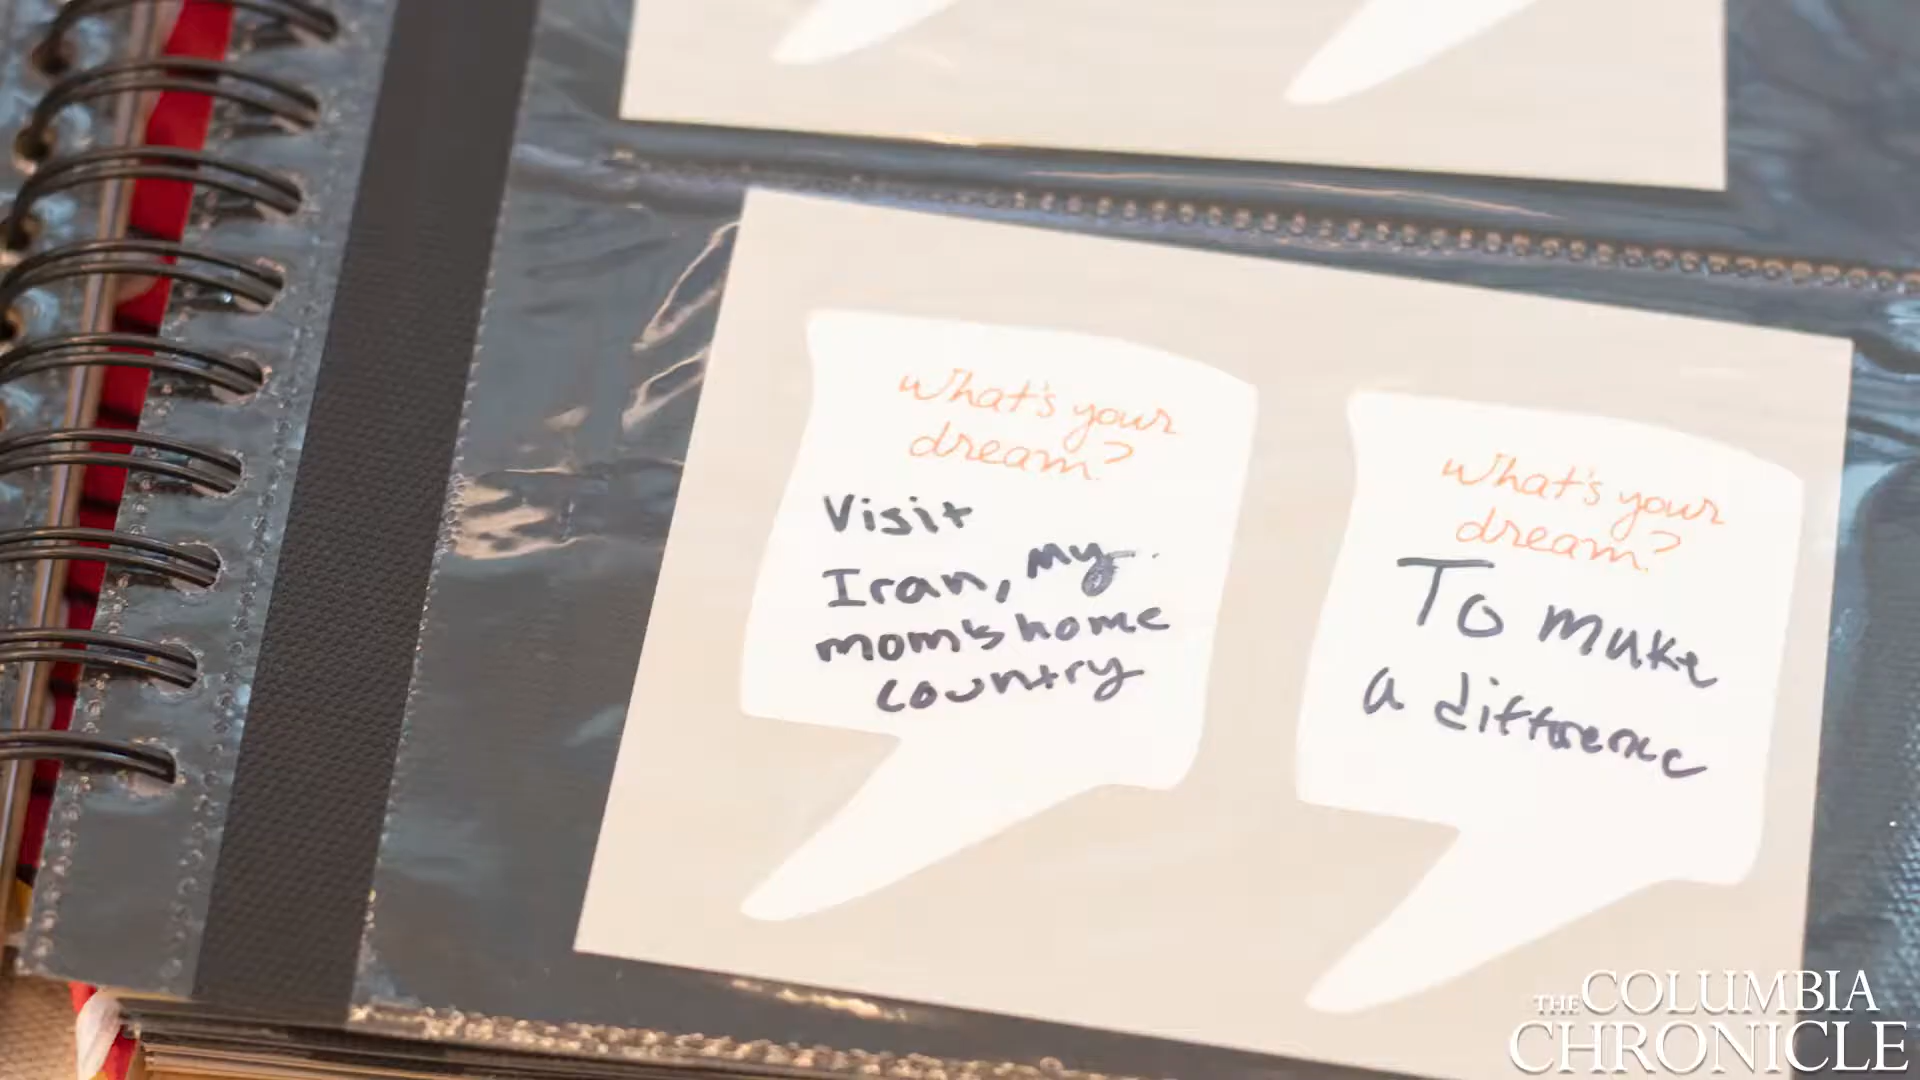 What's your
dream?
Visit
Iran, my
mom's home
country
What's your
dream?
To make
a difference
THE COLUMBIA
CHRONICLE